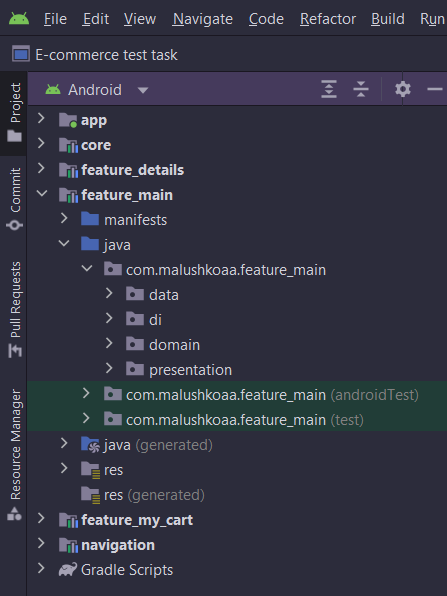 File Edit View Navigate Code Refactor Build Run
E-commerce test task
Project
Commit
Pull Requests
Resource Manager
Android
app
core
feature_details
feature_main
manifests
java
com.malushkoaa.feature_main
data
di
domain
presentation
com.malushkoaa.feature_main (androidTest)
com.malushkoaa.feature_main (test)
java (generated)
res
res (generated)
feature_my_cart
navigation
Gradle Scripts